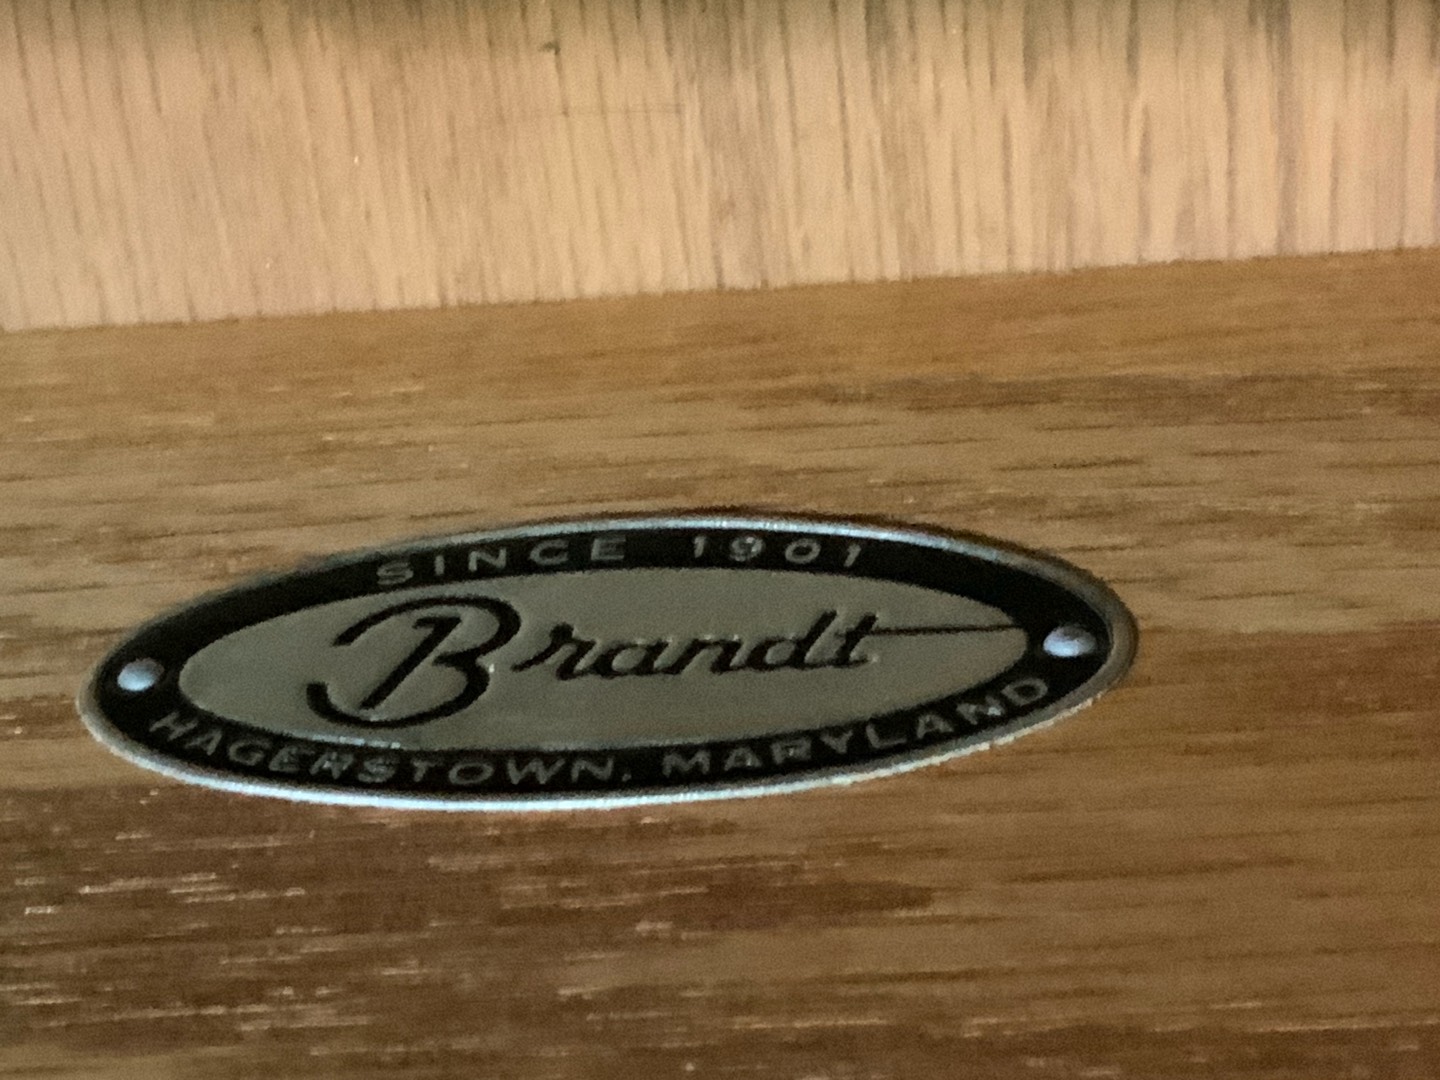 SINCE 1901
Brandt
HAGERSTOWN, MARYLAND